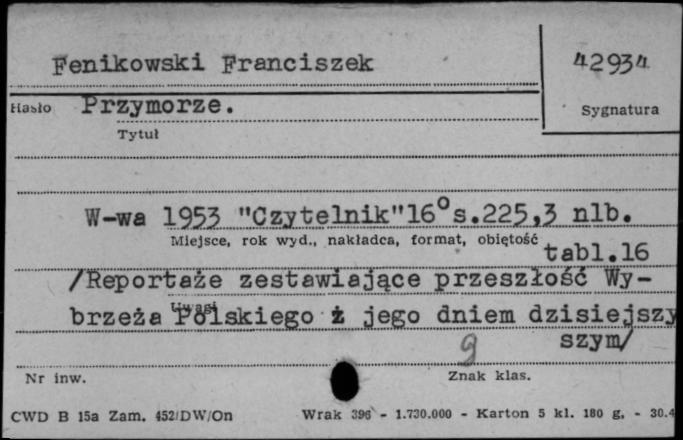 Fenikowski Franciszek
42934
Hasło Przymorze.
Sygnatura
Tytuł
W-wa 1953 "Czytelnik" 16° s.225,3 nlb.
Miejsce, rok wyd., nakładca, format, objętość
tabl.16
/Reportaże zestawiające przeszłość Wy-
Uwagi
brzeża Polskiego ż jego dniem dzisiejszy
szym/
g
Nr inw.
Znak klas.
CWD B 15a Zam. 452/DW/On Wrak 396 - 1.730.000 - Karton 5 kl. 180 g. - 30.4